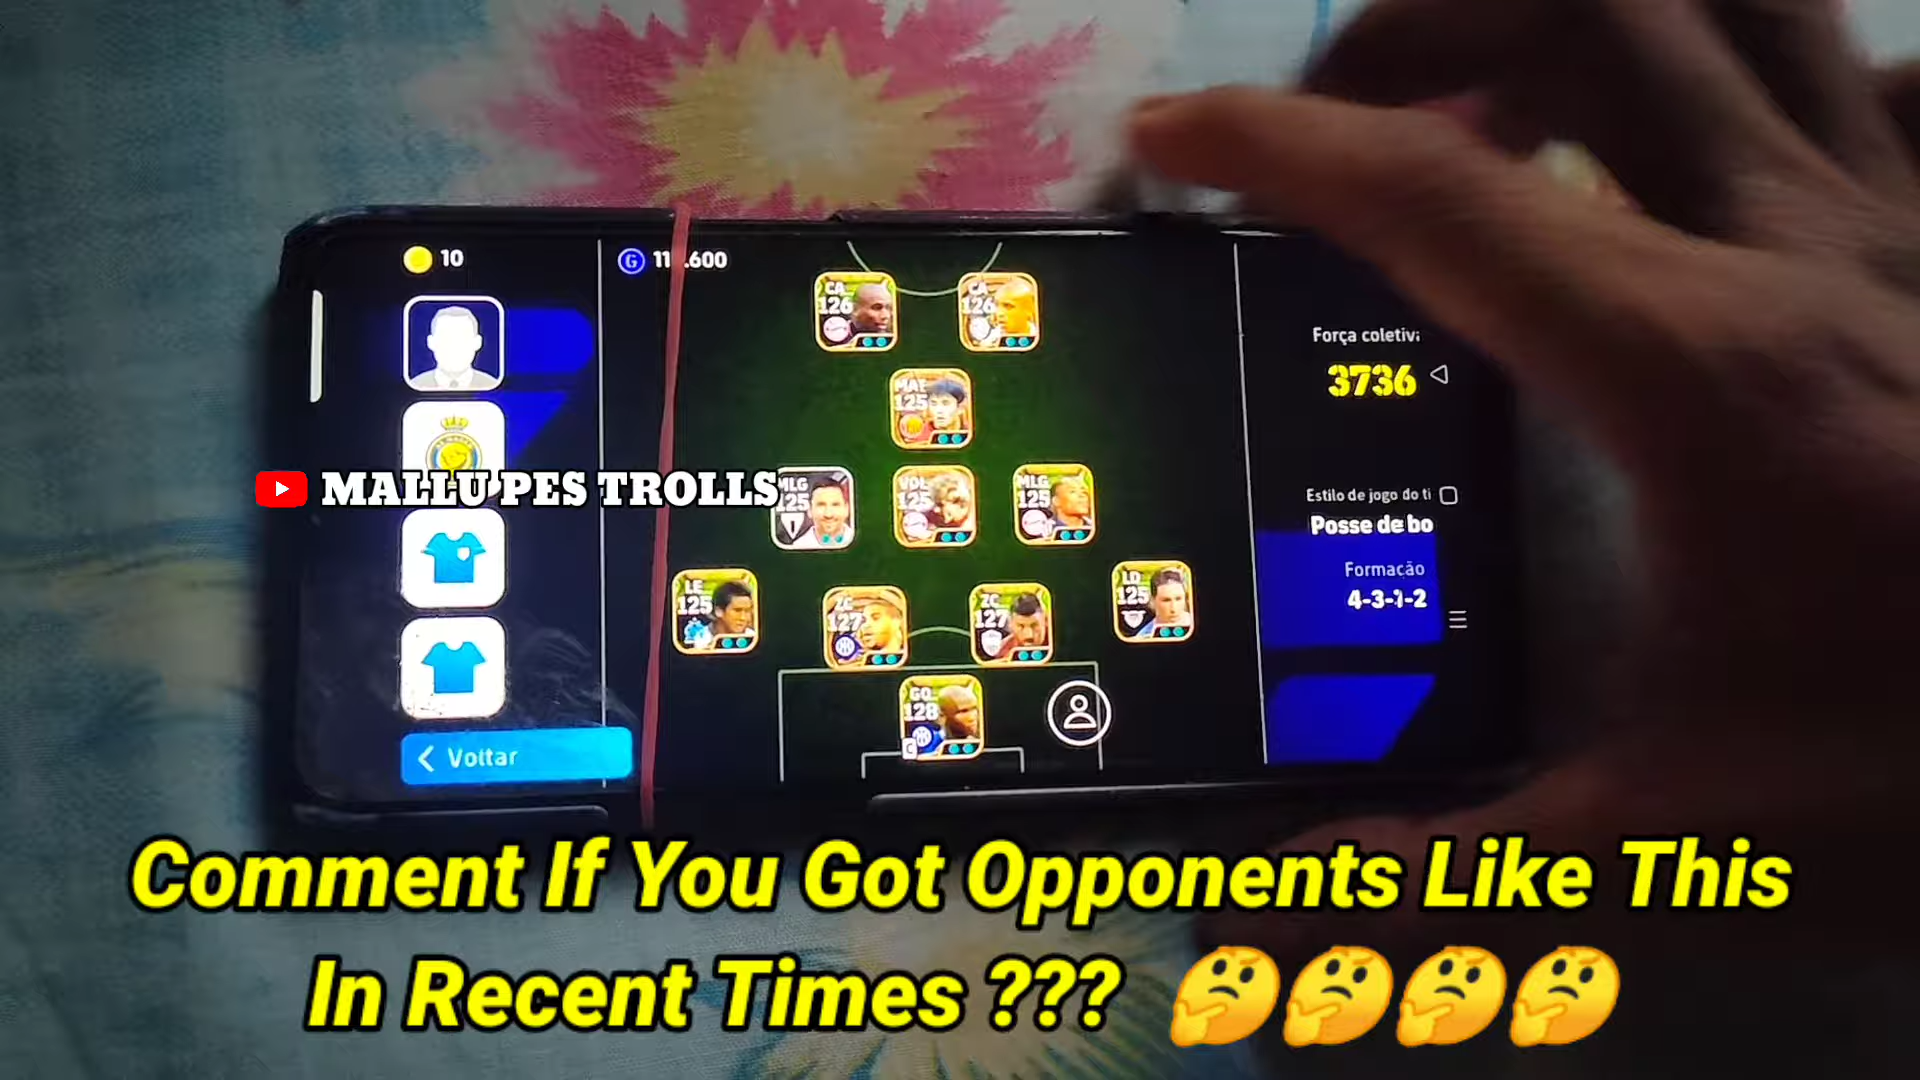 10
600
CA
126
CA
126
MAE
125
Força coletiva
3736
MALLU PES TROLLS
MLG
125
VOL
125
MLG
125
Estilo de jogo do ti
Posse de bo
Formação
4-3-1-2
LE
125
ZC
127
ZC
127
LD
125
GO
128
C
Voltar
Comment If You Got Opponents Like This
In Recent Times ???